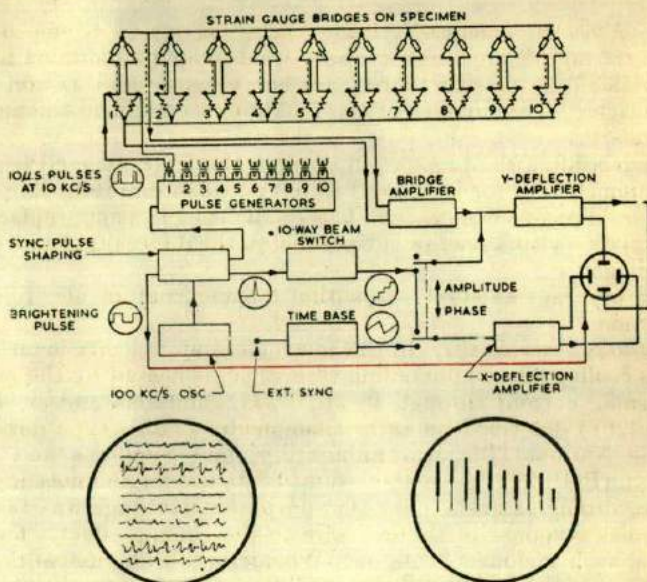 STRAIN GAUGE BRIDGES ON SPECIMEN
1 2 3 4 5 6 7 8 9 10
10μS PULSES
AT 10 KC/S
1 2 3 4 5 6 7 8 9 10
PULSE GENERATORS
BRIDGE
AMPLIFIER
Y-DEFLECTION
AMPLIFIER
SYNC. PULSE
SHAPING
10-WAY BEAM
SWITCH
BRIGHTENING
PULSE
TIME BASE
AMPLITUDE
PHASE
100 KC/S. OSC
EXT. SYNC
X-DEFLECTION
AMPLIFIER